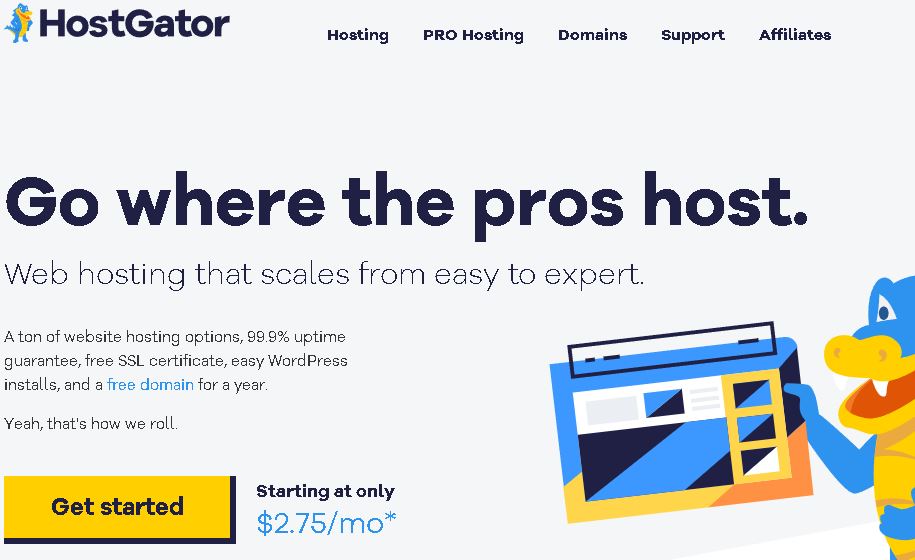 HostGator
Hosting PRO Hosting Domains Support Affiliates
Go where the pros host.
Web hosting that scales from easy to expert.
A ton of website hosting options, 99.9% uptime
guarantee, free SSL certificate, easy WordPress
installs, and a free domain for a year.
Yeah, that's how we roll.
Get started
Starting at only
$2.75/mo*